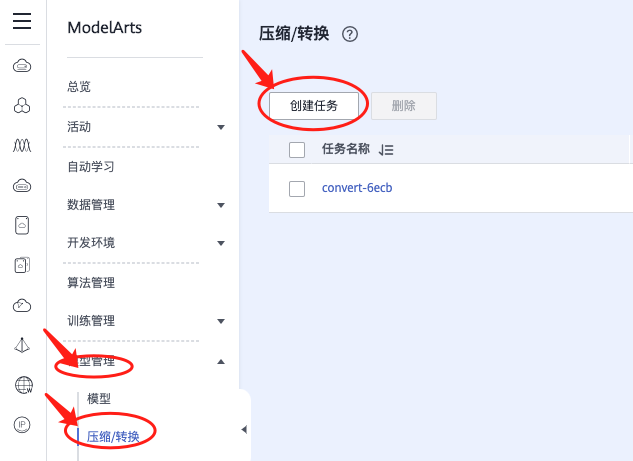 ModelArts
总览
活动
自动学习
数据管理
开发环境
算法管理
训练管理
型管理
模型
压缩/转换
压缩/转换
创建任务
删除
任务名称
convert-6ecb
IP
W